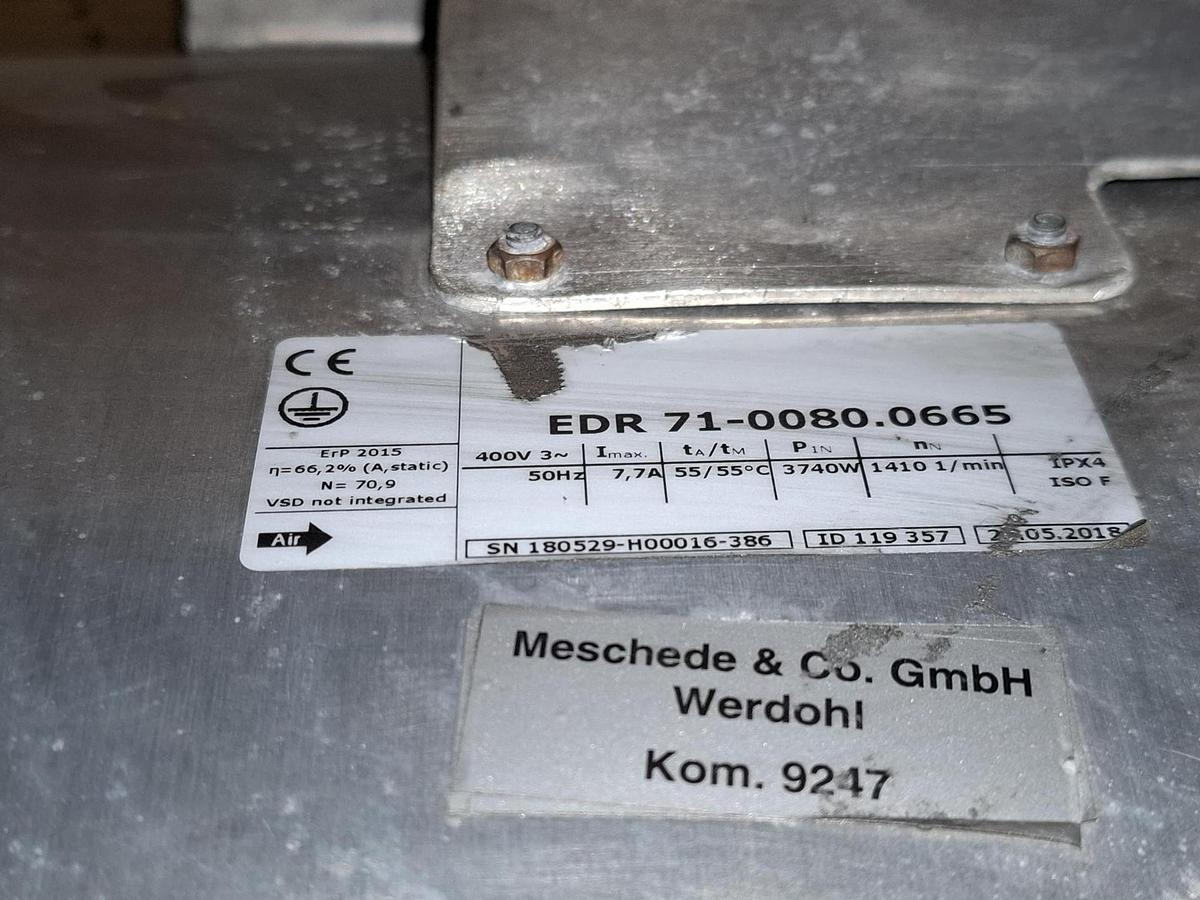 CE
ErP 2015
η=66,2% (A,static)
N= 70,9
VSD not integrated
Air
EDR 71-0080.0665
400V 3~ Imax. tA/tM P1N nN
50Hz 7,7A 55/55°C 3740W 1410 1/min IPX4
ISO F
SN 180529-H00016-386 ID 119 357 .05.2018
Meschede & Co. GmbH
Werdohl
Kom. 9247